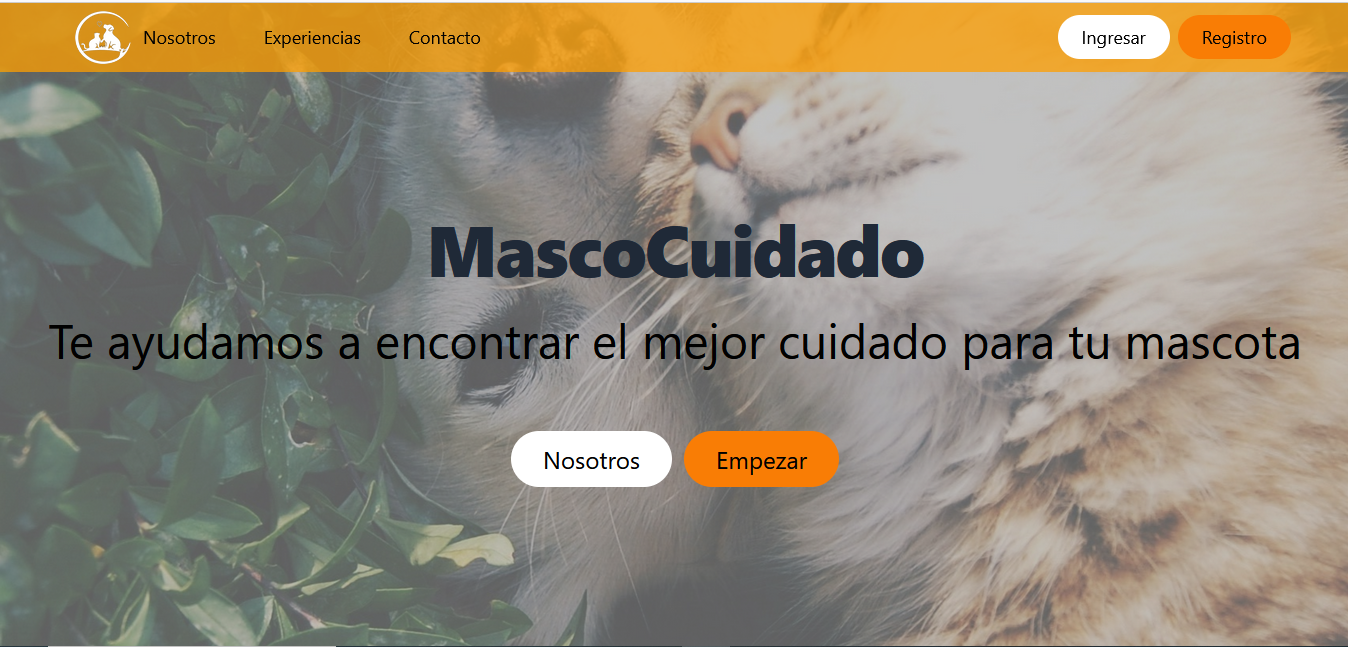 Nosotros Experiencias Contacto Ingresar Registro
MascoCuidado
Te ayudamos a encontrar el mejor cuidado para tu mascota
Nosotros Empezar